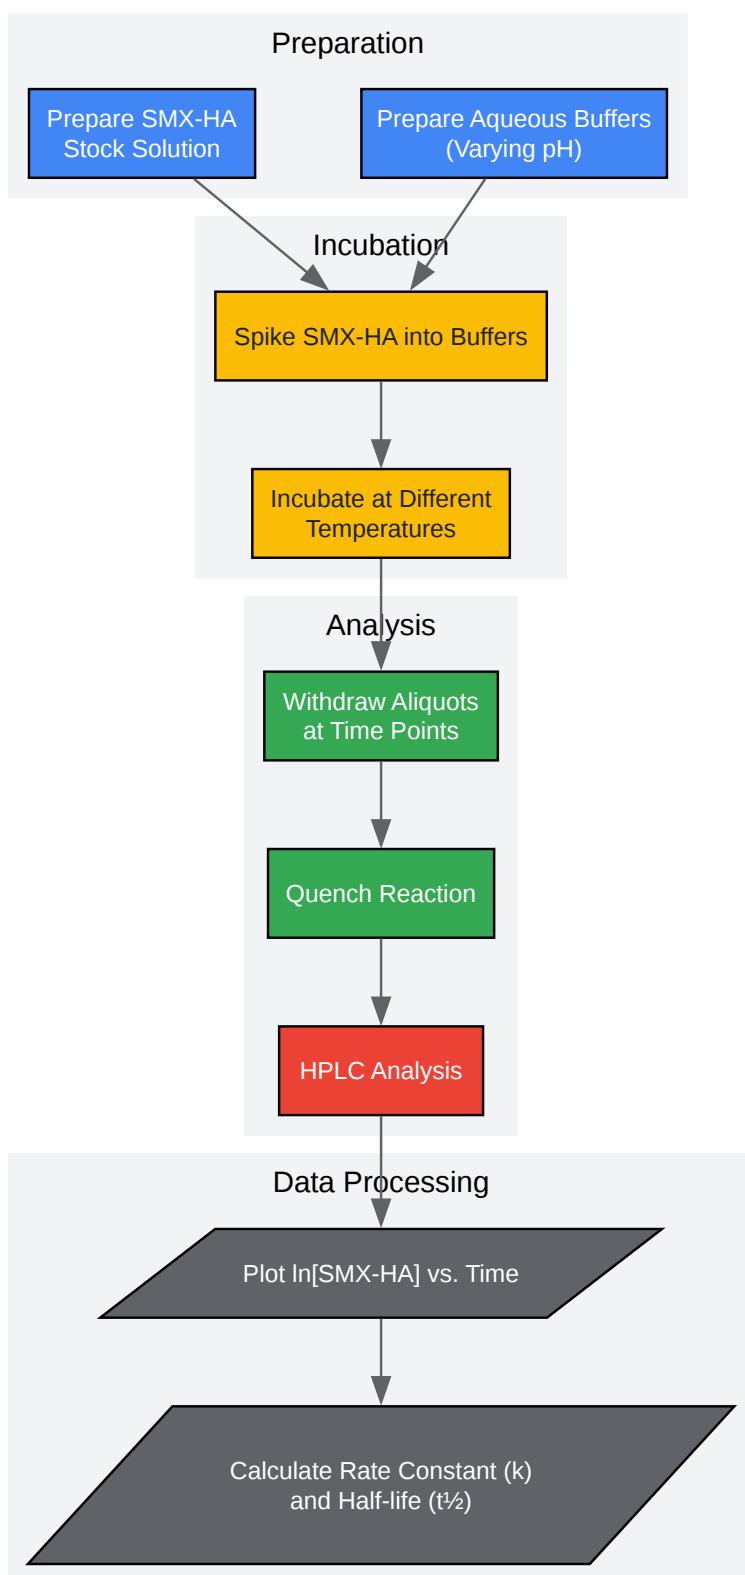 Preparation
Prepare SMX-HA
Stock Solution
Prepare Aqueous Buffers
(Varying pH)
Incubation
Spike SMX-HA into Buffers
Incubate at Different
Temperatures
Analysis
Withdraw Aliquots
at Time Points
Quench Reaction
HPLC Analysis
Data Processing
Plot ln[SMX-HA] vs. Time
Calculate Rate Constant (k)
and Half-life (t½)